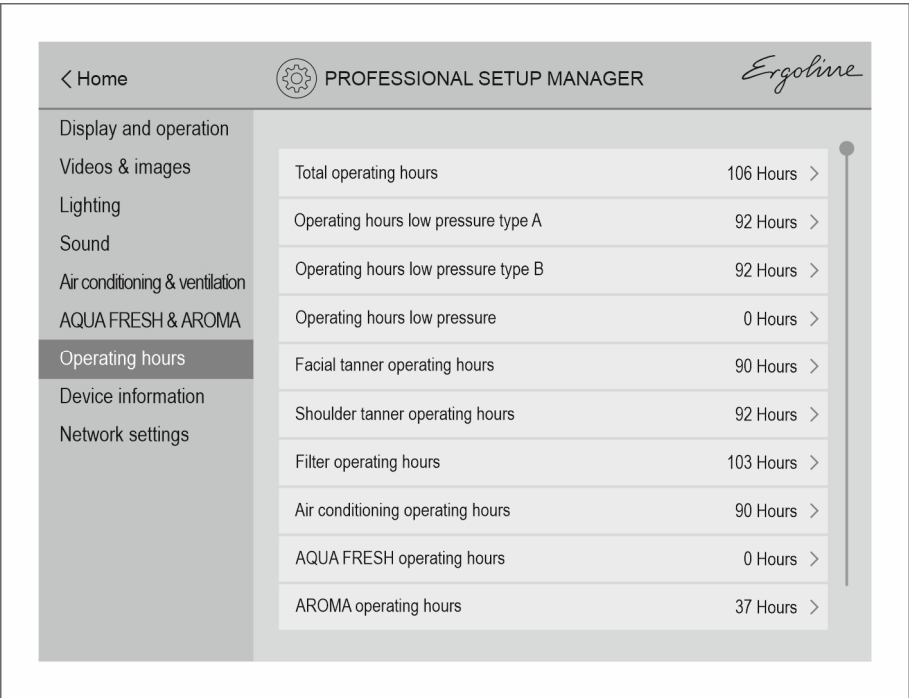 < Home
PROFESSIONAL SETUP MANAGER
Ergoline
Display and operation
Videos & images
Lighting
Sound
Air conditioning & ventilation
AQUA FRESH & AROMA
Operating hours
Device information
Network settings
Total operating hours 106 Hours >
Operating hours low pressure type A 92 Hours >
Operating hours low pressure type B 92 Hours >
Operating hours low pressure 0 Hours >
Facial tanner operating hours 90 Hours >
Shoulder tanner operating hours 92 Hours >
Filter operating hours 103 Hours >
Air conditioning operating hours 90 Hours >
AQUA FRESH operating hours 0 Hours >
AROMA operating hours 37 Hours >